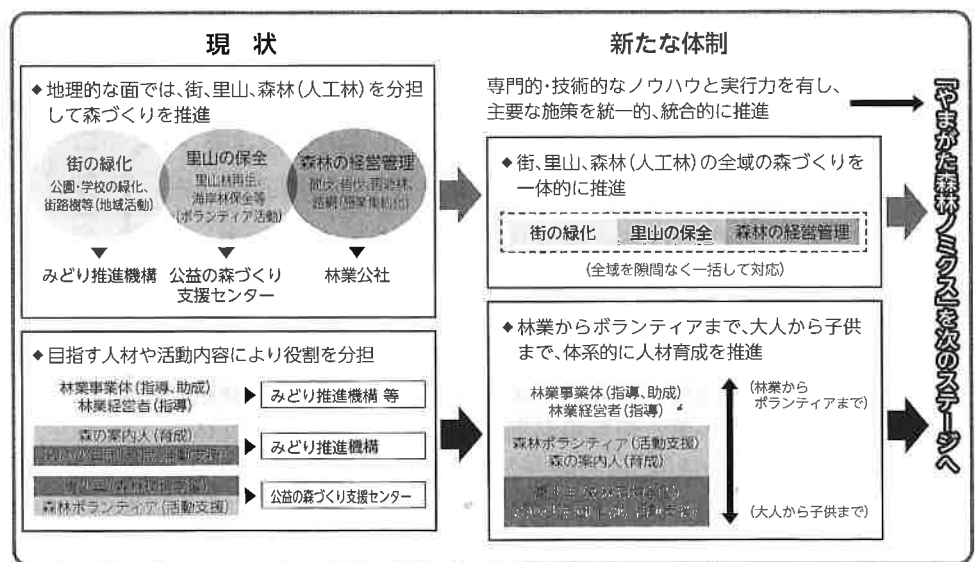 現 状
◆地理的な面では、街、里山、森林(人工林)を分担
して森づくりを推進
街の緑化
公園・学校の緑化、
街路樹等(地域活動)
里山の保全
里山林再生、
海岸林保全等
(ボランティア活動)
森林の経営管理
みどり推進機構
公益の森づくり
支援センター
林業公社
◆目指す人材や活動内容により役割を分担
林業事業体(指導、助成)
林業経営者(指導)
みどり推進機構 等
森の案内人(育成)
みどり推進機構
森林ボランティア(活動支援)
公益の森づくり支援センター
新たな体制
専門的・技術的なノウハウと実行力を有し、
主要な施策を統一的、統合的に推進
◆街、里山、森林(人工林)の全域の森づくりを
一体的に推進
街の緑化 里山の保全 森林の経営管理
(全域を隙間なく一括して対応)
◆林業からボランティアまで、大人から子供
まで、体系的に人材育成を推進
林業事業体(指導、助成)
林業経営者(指導)
森林ボランティア(活動支援)
森の案内人(育成)
(林業から
ボランティアまで)
(大人から子供まで)
「やまがた森林ノミクス」を次のステージへ